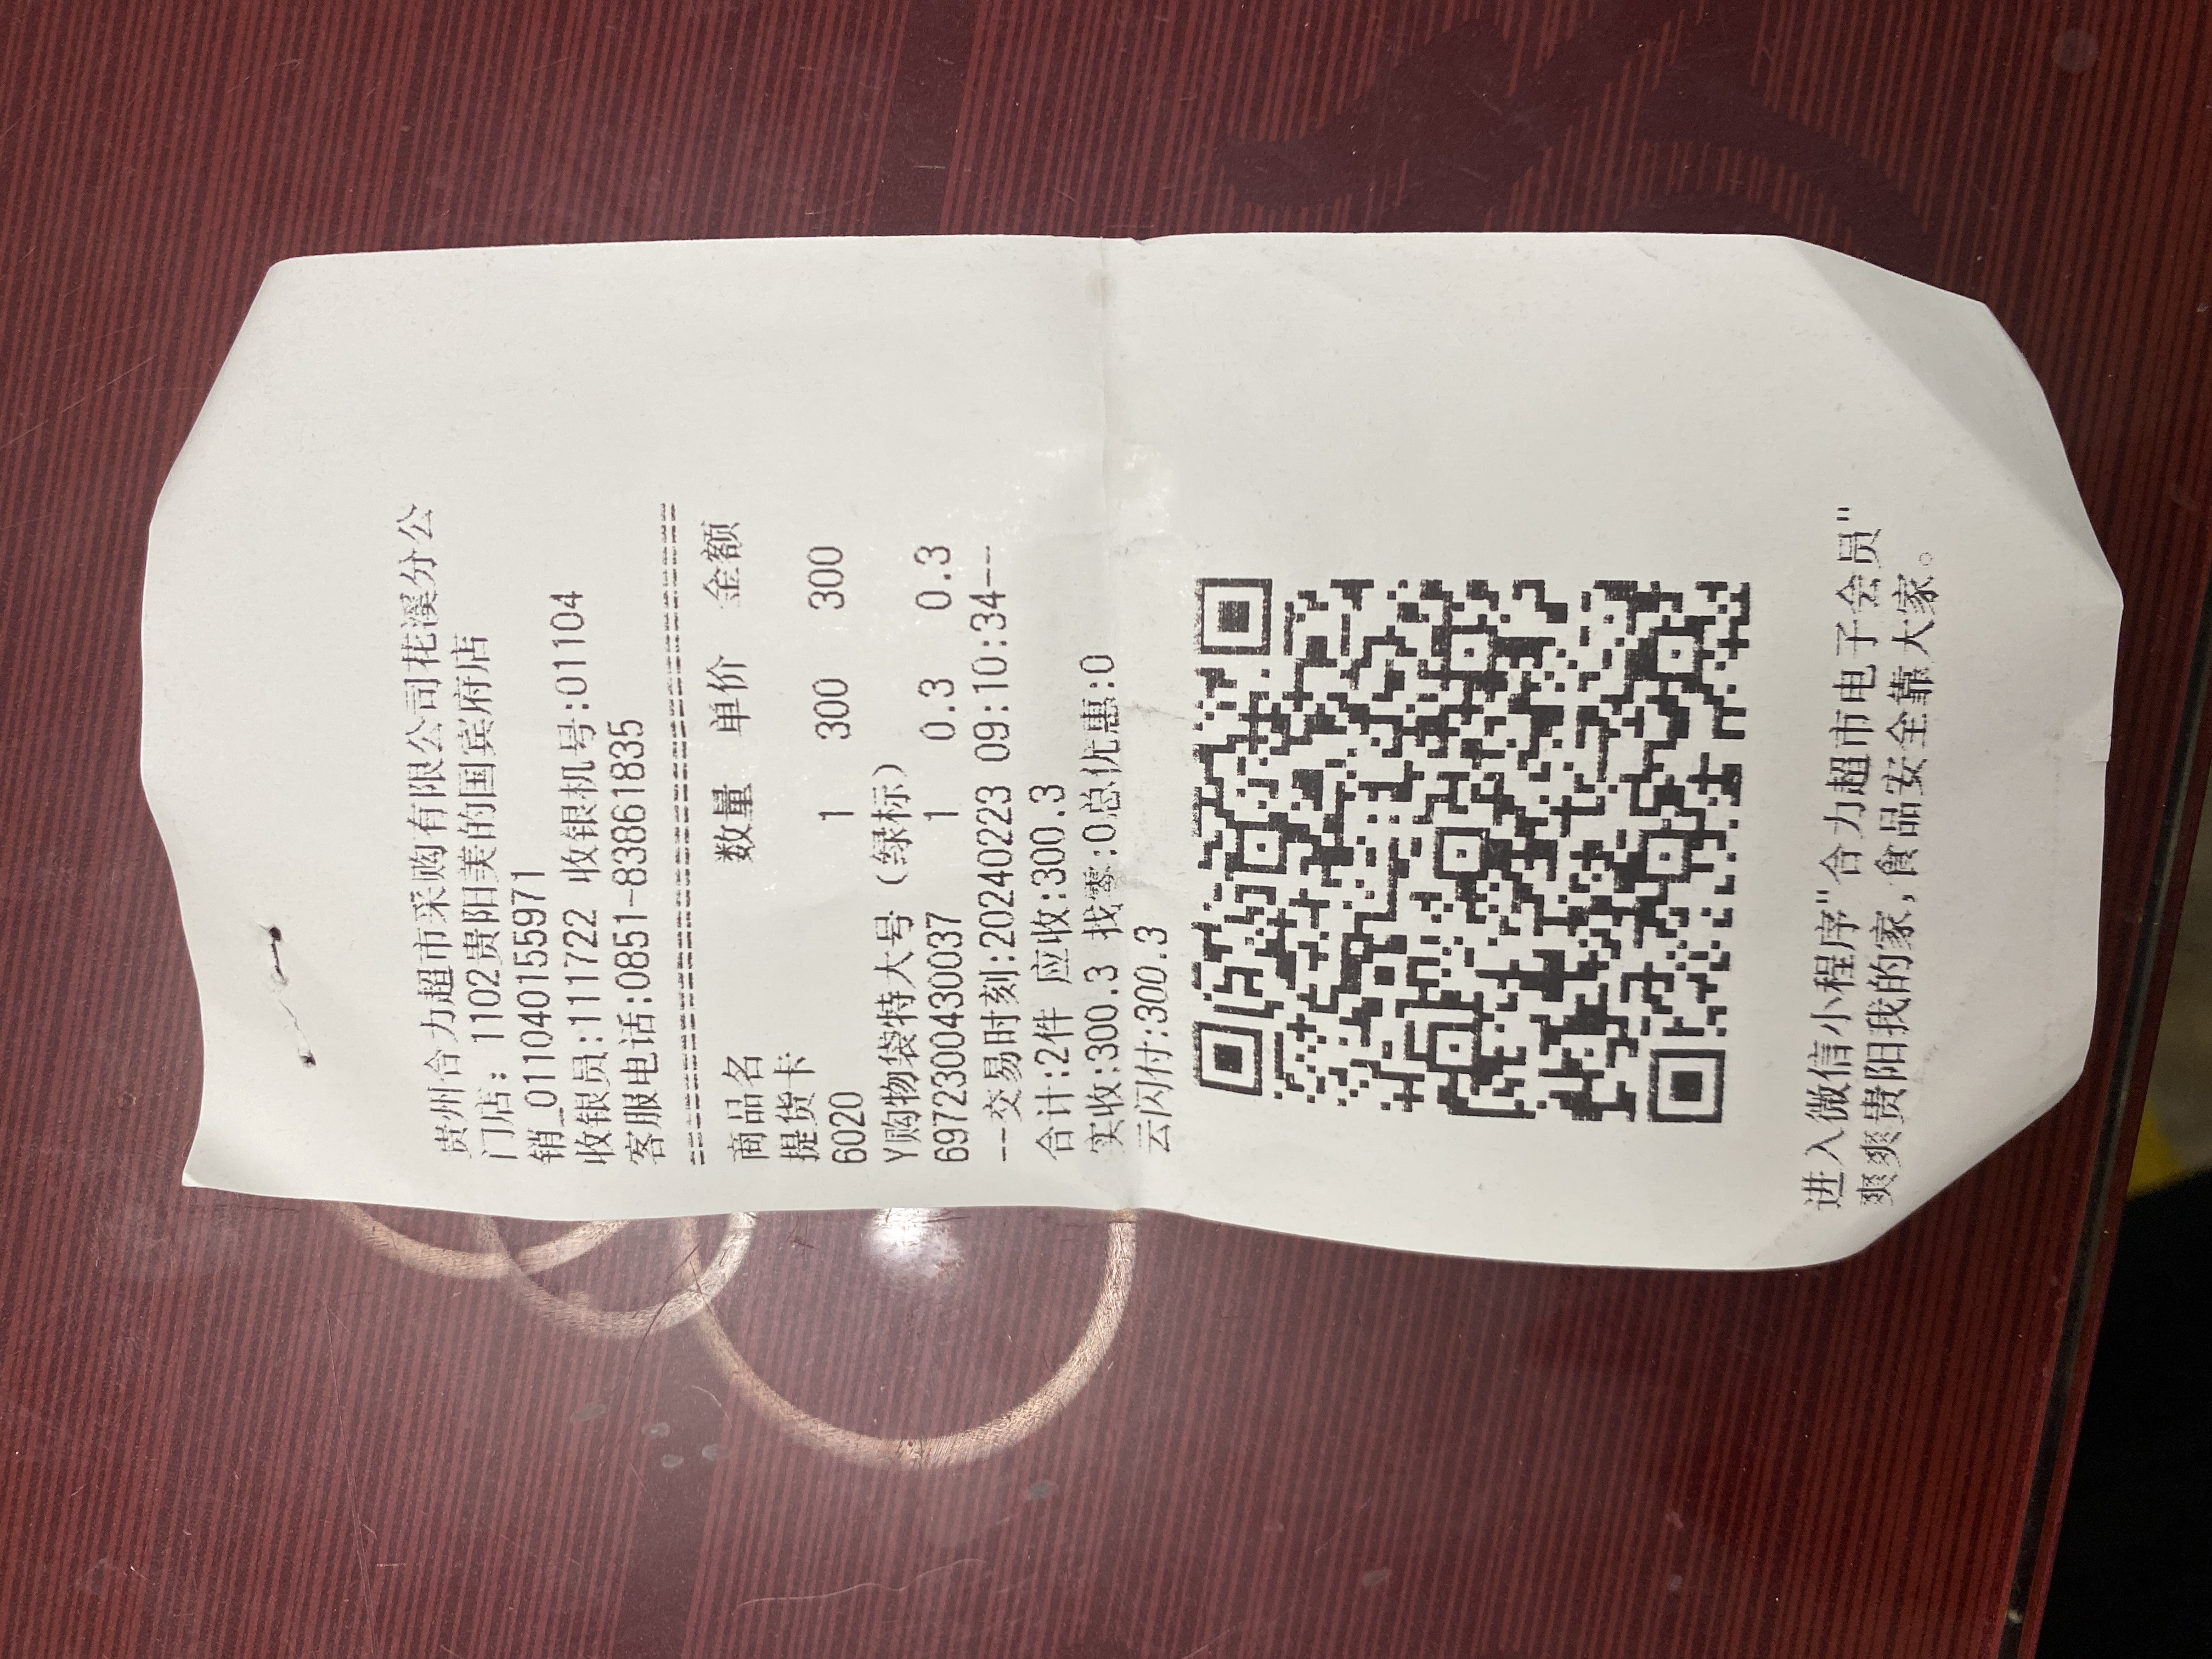 贵州合力超市采购有限公司花溪分公
门店: 1102贵阳美的国宾府店
销_0111040155971
收银员:111722 收银机号:01104
客服电话:0851-83861835
================================
商品名 数量 单价 金额
提货卡
6020 1 300 300
Y购物袋特大号（绿标）
6972300430037 1 0.3 0.3
--交易时刻:20240223 09:10:34--
合计:2件 应收:300.3
实收:300.3 找零:0总优惠:0
云闪付:300.3
进入微信小程序"合力超市电子会员"
爽爽贵阳我的家,食品安全靠大家。